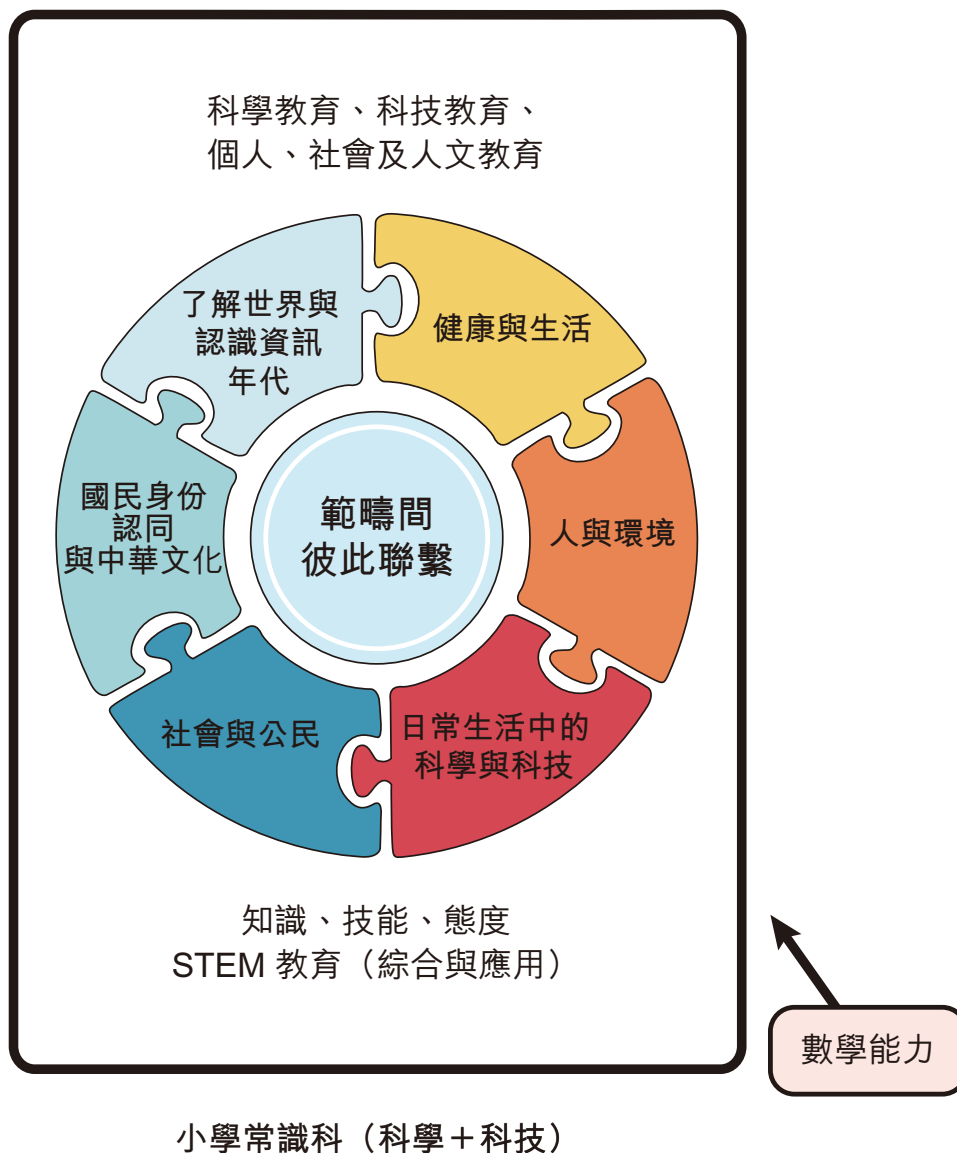 科學教育、科技教育、
個人、社會及人文教育
了解世界與
認識資訊
年代
健康與生活
國民身份
認同
與中華文化
範疇間
彼此聯繫
人與環境
社會與公民
日常生活中的
科學與科技
知識、技能、態度
STEM 教育（綜合與應用）
數學能力
小學常識科（科學＋科技）